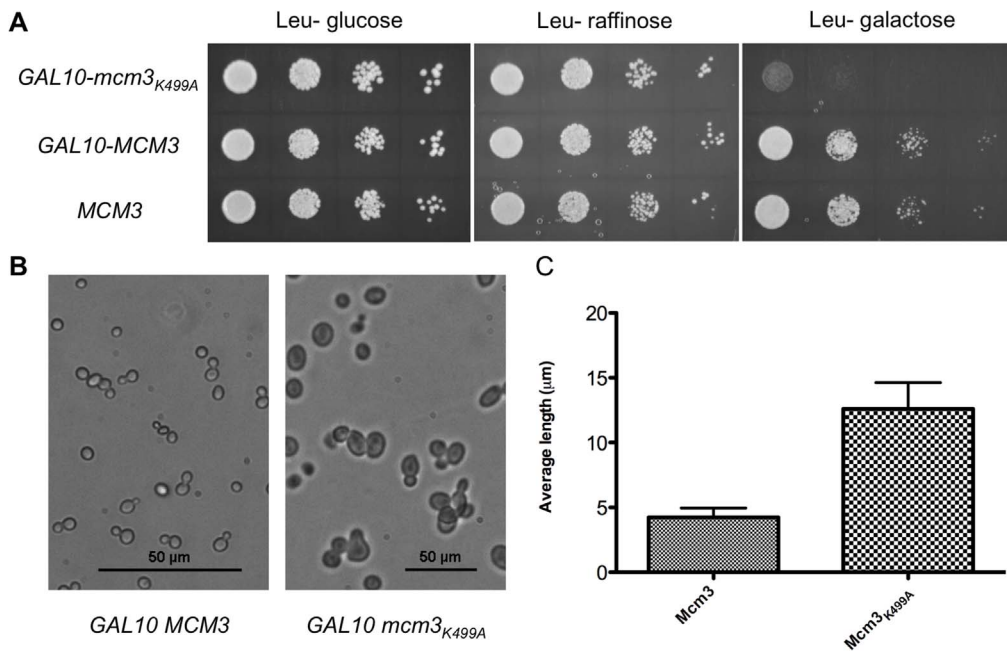 A
Leu- glucose
Leu- raffinose
Leu- galactose
GAL10-mcm3K499A
GAL10-MCM3
MCM3
B
50 µm
50 µm
GAL10 MCM3
GAL10 mcm3K499A
C
Average length (µm)
20
15
10
5
0
Mcm3
Mcm3K499A